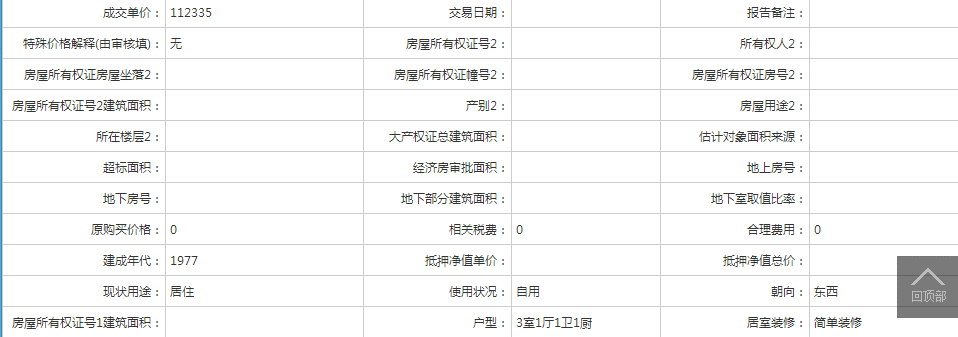 成交单价： 112335 交易日期： 报告备注：
特殊价格解释(由审核填)： 无 房屋所有权证号2： 所有权人2：
房屋所有权证房屋坐落2： 房屋所有权证幢号2： 房屋所有权证房号2：
房屋所有权证号2建筑面积： 产别2： 房屋用途2：
所在楼层2： 大产权证总建筑面积： 估计对象面积来源：
超标面积： 经济房审批面积： 地上房号：
地下房号： 地下部分建筑面积： 地下室取值比率：
原购买价格： 0 相关税费： 0 合理费用： 0
建成年代： 1977 抵押净值单价： 抵押净值总价：
现状用途： 居住 使用状况： 自用 朝向： 东西
回顶部
房屋所有权证号1建筑面积： 户型： 3室1厅1卫1厨 居室装修： 简单装修